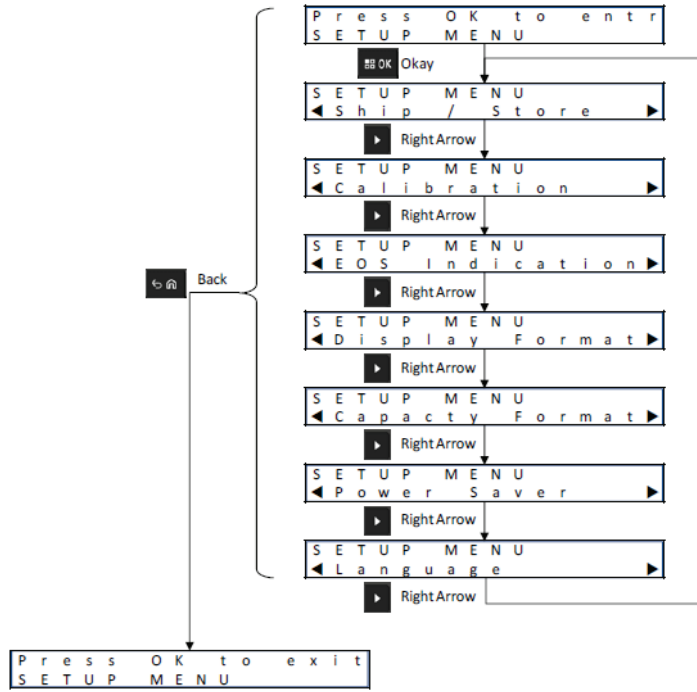 Press OK to entr
SETUP MENU
OK Okay
SETUP MENU
◀Ship / Store ▶
Right Arrow
SETUP MENU
◀Calibration ▶
Right Arrow
SETUP MENU
◀EOS Indication▶
Back
Right Arrow
SETUP MENU
◀Display Format▶
Right Arrow
SETUP MENU
◀Capacty Format▶
Right Arrow
SETUP MENU
◀Power Saver ▶
Right Arrow
SETUP MENU
◀Language ▶
Right Arrow
Press OK to exit
SETUP MENU